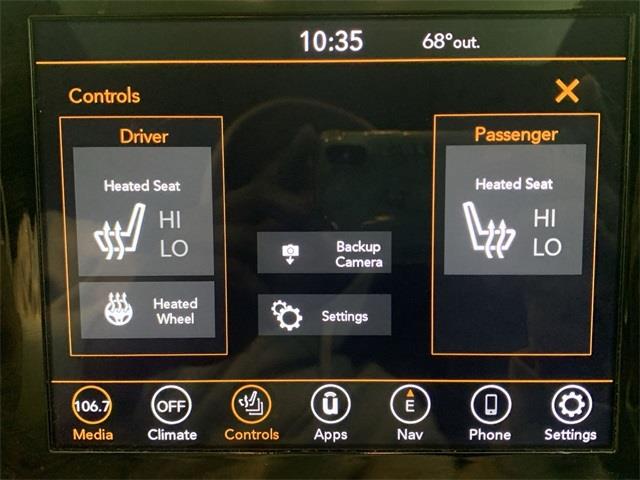 10:35 68°out.
Controls
Driver
Heated Seat
HI
LO
Heated
Wheel
Backup
Camera
Settings
Passenger
Heated Seat
HI
LO
106.7 OFF E
Media Climate Controls Apps Nav Phone Settings